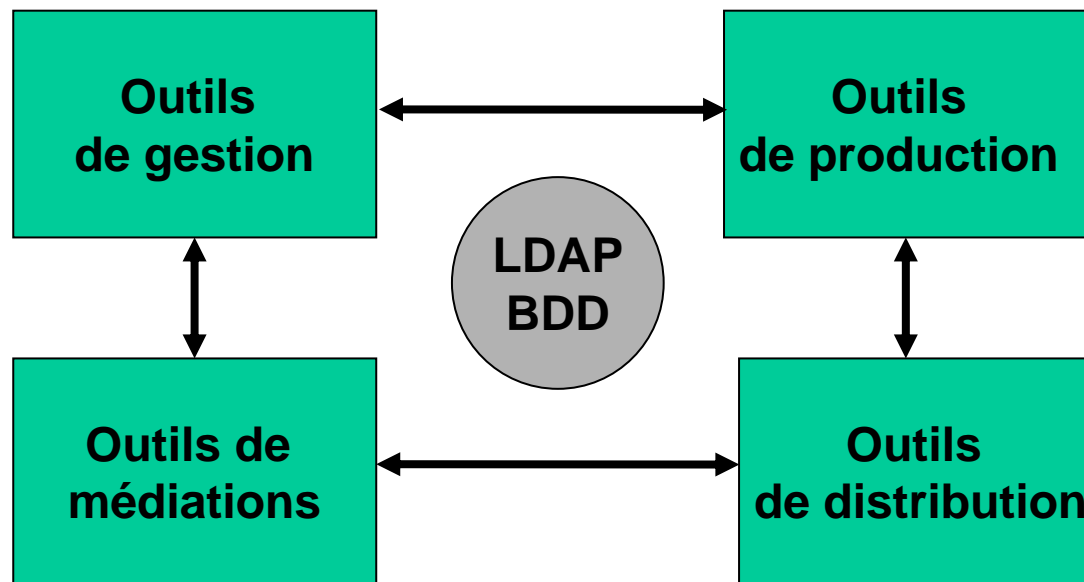 Outils
de gestion
Outils
de production
LDAP
BDD
Outils de
médiations
Outils
de distribution